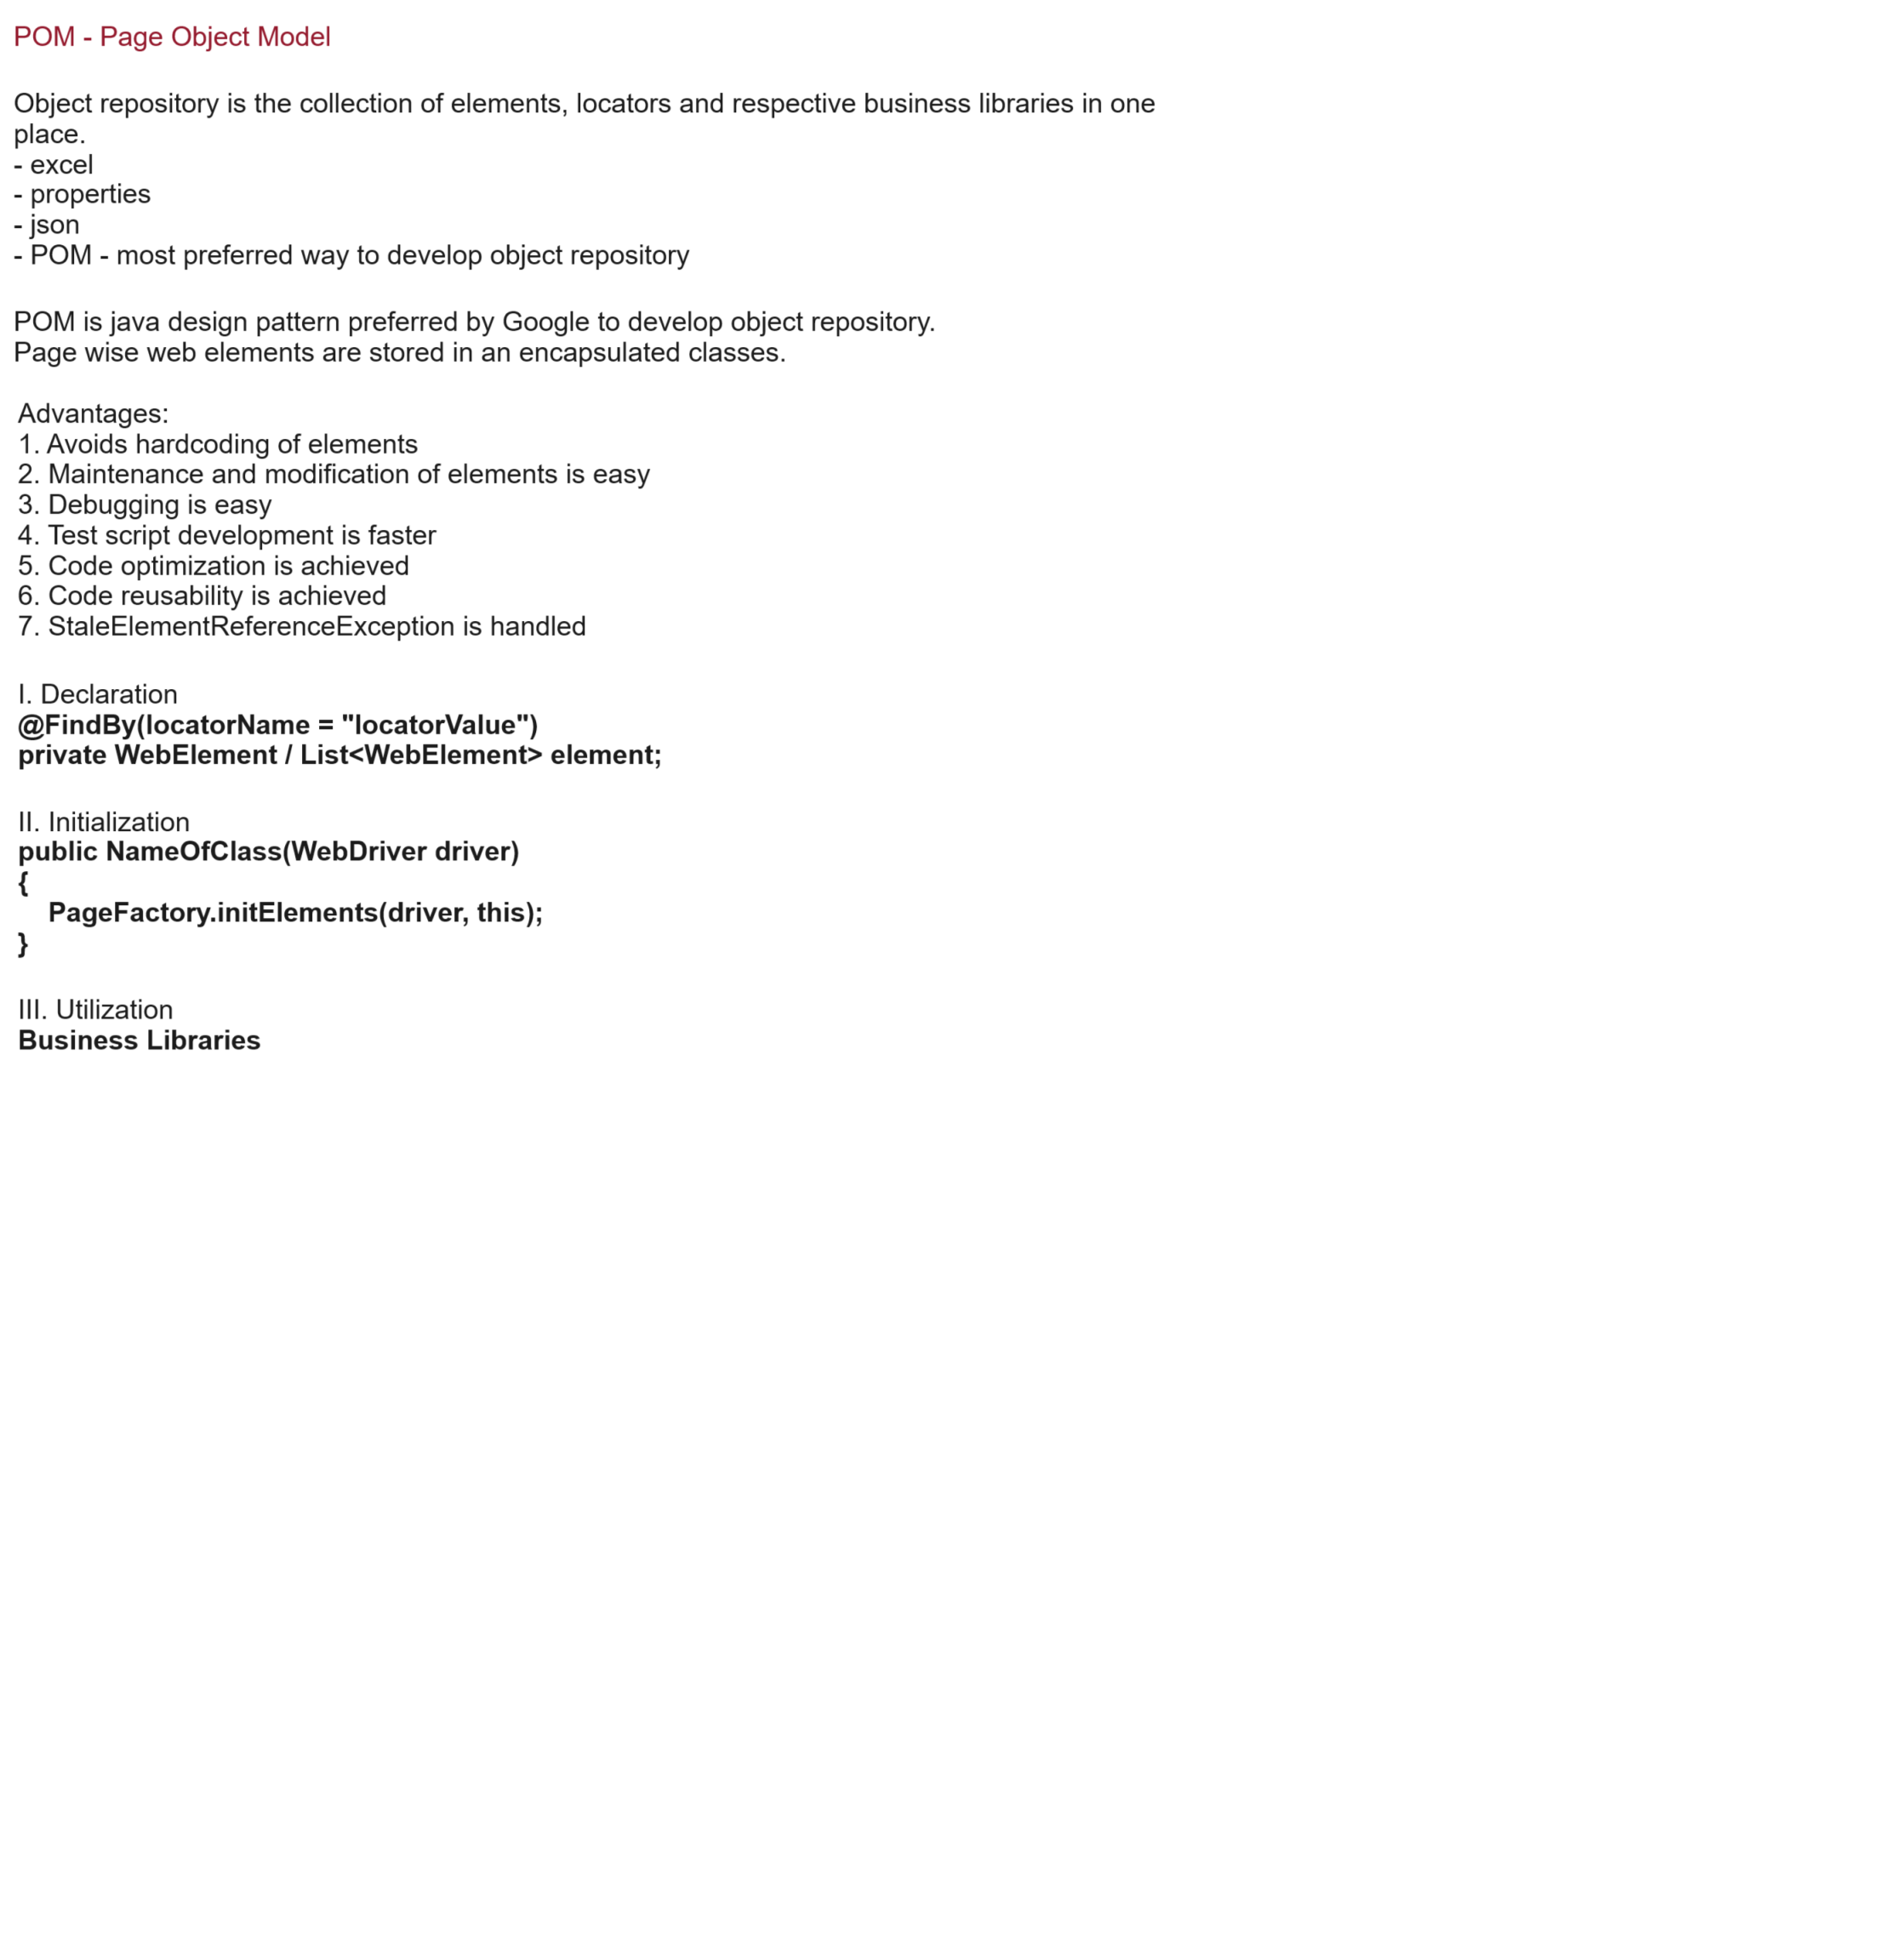 POM - Page Object Model
Object repository is the collection of elements, locators and respective business libraries in one
place.
- excel
- properties
- json
- POM - most preferred way to develop object repository
POM is java design pattern preferred by Google to develop object repository.
Page wise web elements are stored in an encapsulated classes.
Advantages:
1. Avoids hardcoding of elements
2. Maintenance and modification of elements is easy
3. Debugging is easy
4. Test script development is faster
5. Code optimization is achieved
6. Code reusability is achieved
7. StaleElementReferenceException is handled
I. Declaration
@FindBy(locatorName = "locatorValue")
private WebElement / List<WebElement> element;
II. Initialization
public NameOfClass(WebDriver driver)
{
    PageFactory.initElements(driver, this);
}
III. Utilization
Business Libraries